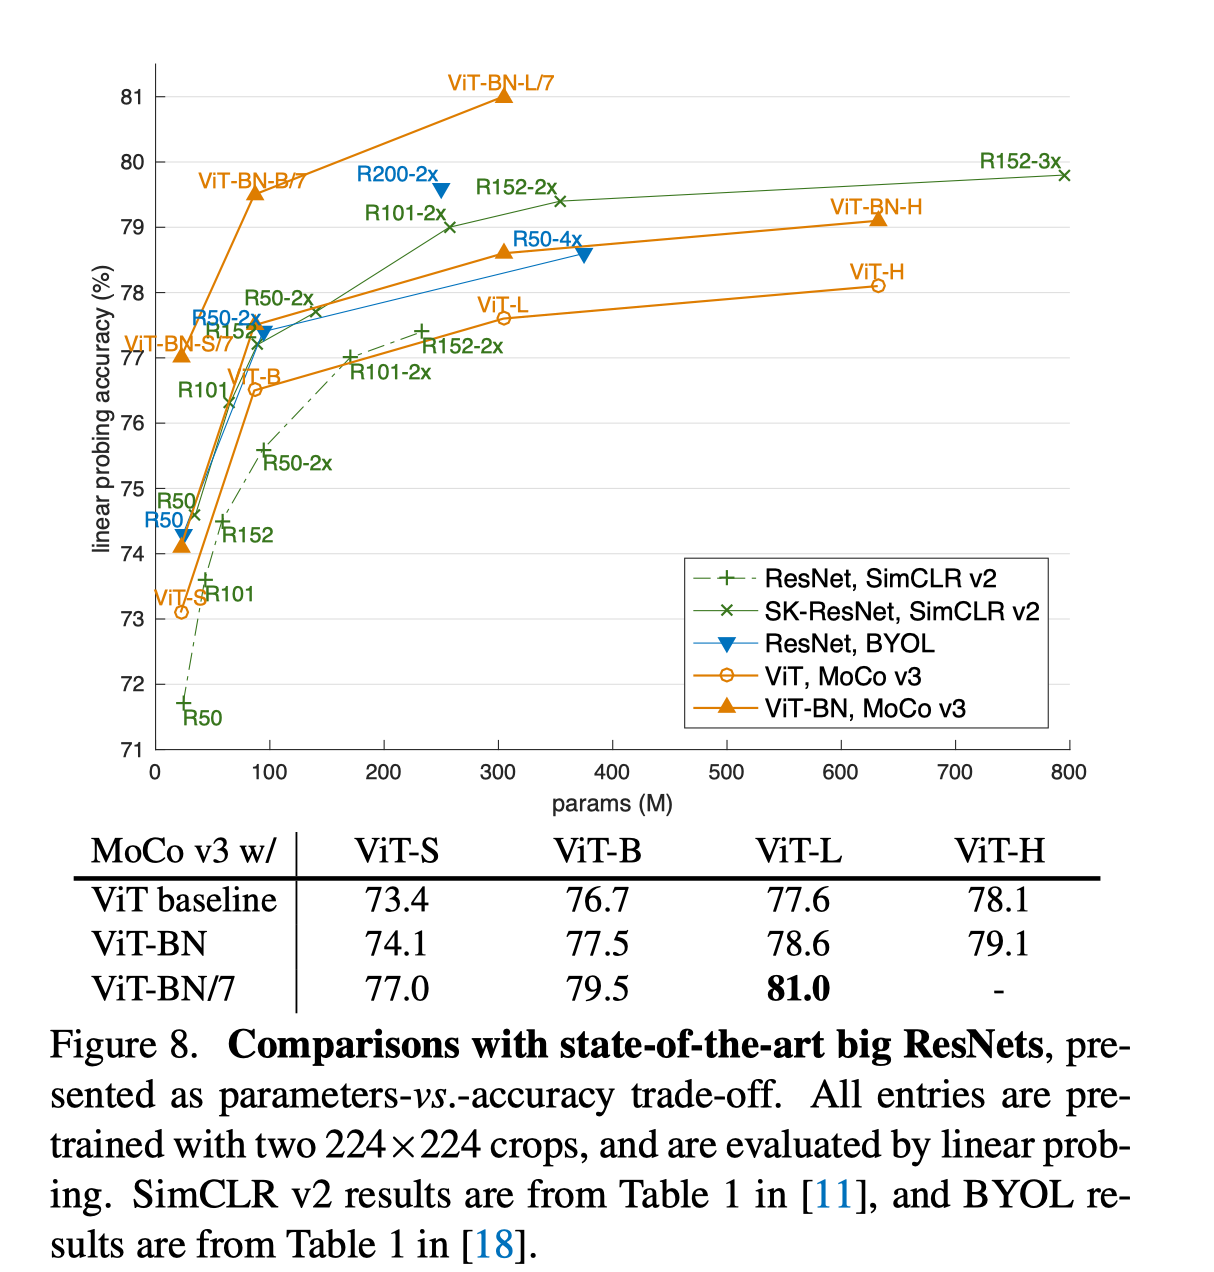 ViT-BN-L/7
81
R152-3x
80
R200-2x
R152-2x
ViT-BN-B/7
R101-2x
ViT-BN-H
79
R50-4x
ViT-H
78
R50-2x
ViT-L
R50-2x
R152
ViT-BN-S/7
R152-2x
77
R101-2x
ViT-B
R101
76
R50-2x
75
R50
R50
R152
74
ViT-S
R101
73
72
R50
71
linear probing accuracy (%)
0 100 200 300 400 500 600 700 800
params (M)
ResNet, SimCLR v2
SK-ResNet, SimCLR v2
ResNet, BYOL
ViT, MoCo v3
ViT-BN, MoCo v3
MoCo v3 w/ ViT-S ViT-B ViT-L ViT-H
ViT baseline 73.4 76.7 77.6 78.1
ViT-BN 74.1 77.5 78.6 79.1
ViT-BN/7 77.0 79.5 81.0 -
Figure 8. Comparisons with state-of-the-art big ResNets, pre-
sented as parameters-vs.-accuracy trade-off. All entries are pre-
trained with two 224×224 crops, and are evaluated by linear prob-
ing. SimCLR v2 results are from Table 1 in [11], and BYOL re-
sults are from Table 1 in [18].